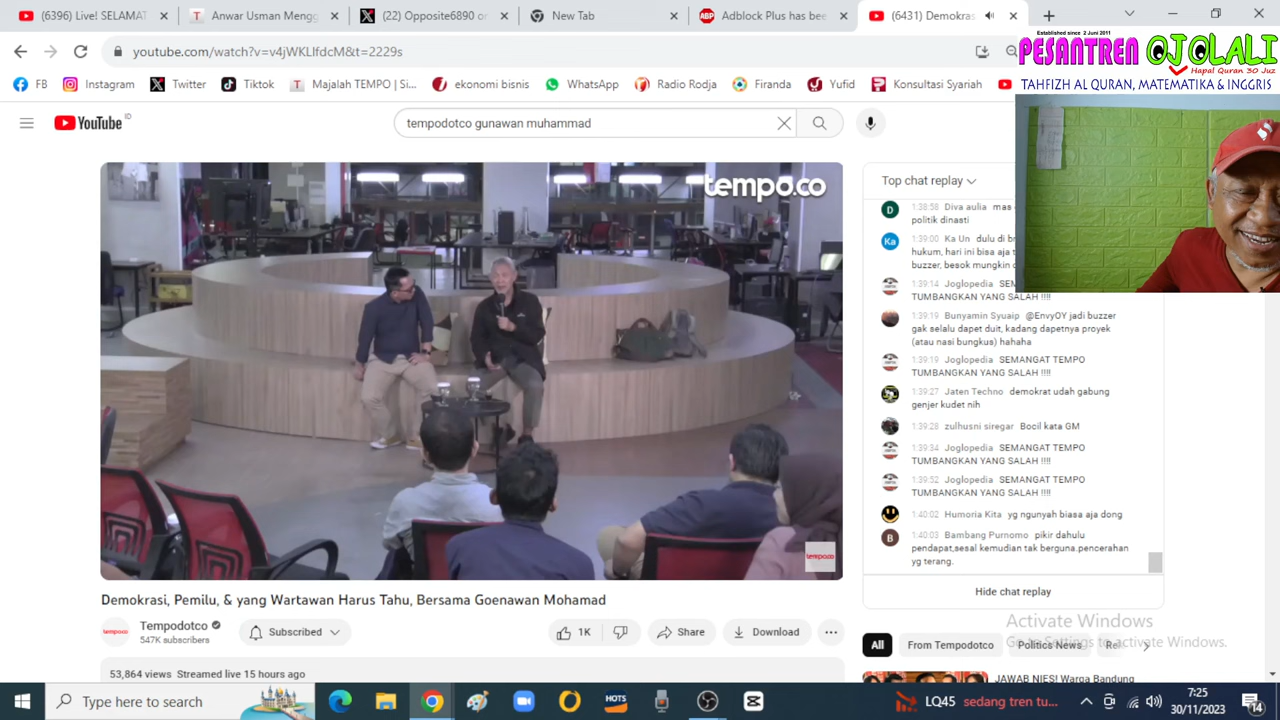 (6396) Live! SELAMAT
Anwar Usman Mengg
(22) Opposite6890 or
New Tab
Adblock Plus has bee
(6431) Demokras
Established since 2 Juni 2011
PESANTREN OJOLALI
Hapal Quran 30 Juz
TAHFIZH AL QURAN, MATEMATIKA & INGGRIS
youtube.com/watch?v=v4jWKLIfdcM&t=222s
FB
Instagram
Twitter
Tiktok
Majalah TEMPO | Si...
ekonomi bisnis
WhatsApp
Radio Rodja
Firanda
Yufid
Konsultasi Syariah
YouTube ID
tempodotco gunawan muhammad
tempo.co
Top chat replay
1:38:58 Diva aulia mas
politik dinasti
1:39:00 Ka Un dulu di br
hukum, hari ini bisa aja t
buzzer, besok mungkin
1:39:14 Joglopedia SEM
TUMBANGKAN YANG SALAH !!!!
1:39:19 Bunyamin Syuaip @EnvyOY jadi buzzer
gak selalu dapet duit, kadang dapetnya proyek
(atau nasi bungkus) hahaha
1:39:19 Joglopedia SEMANGAT TEMPO
TUMBANGKAN YANG SALAH !!!!
1:39:27 Jaten Techno demokrat udah gabung
genjer kudet nih
1:39:28 zulhusni siregar Bocil kata GM
1:39:34 Joglopedia SEMANGAT TEMPO
TUMBANGKAN YANG SALAH !!!!
1:39:52 Joglopedia SEMANGAT TEMPO
TUMBANGKAN YANG SALAH !!!!
1:40:02 Humoria Kita yg ngunyah biasa aja dong
1:40:03 Bambang Purnomo pikir dahulu
pendapat,sesal kemudian tak berguna.pencerahan
yg terang.
Hide chat replay
tempo.co
Demokrasi, Pemilu, & yang Wartawan Harus Tahu, Bersama Goenawan Mohamad
tempo
Tempodotco
547K subscribers
Subscribed
1K
Share
Download
Activate Windows
Go to Settings to activate Windows.
All
From Tempodotco
Politics News
Re
53,864 views Streamed live 15 hours ago
JAWAB NIES! Warga Bandung
Type here to search
HOTS
LQ45 sedang tren tu...
7:25
30/11/2023
14